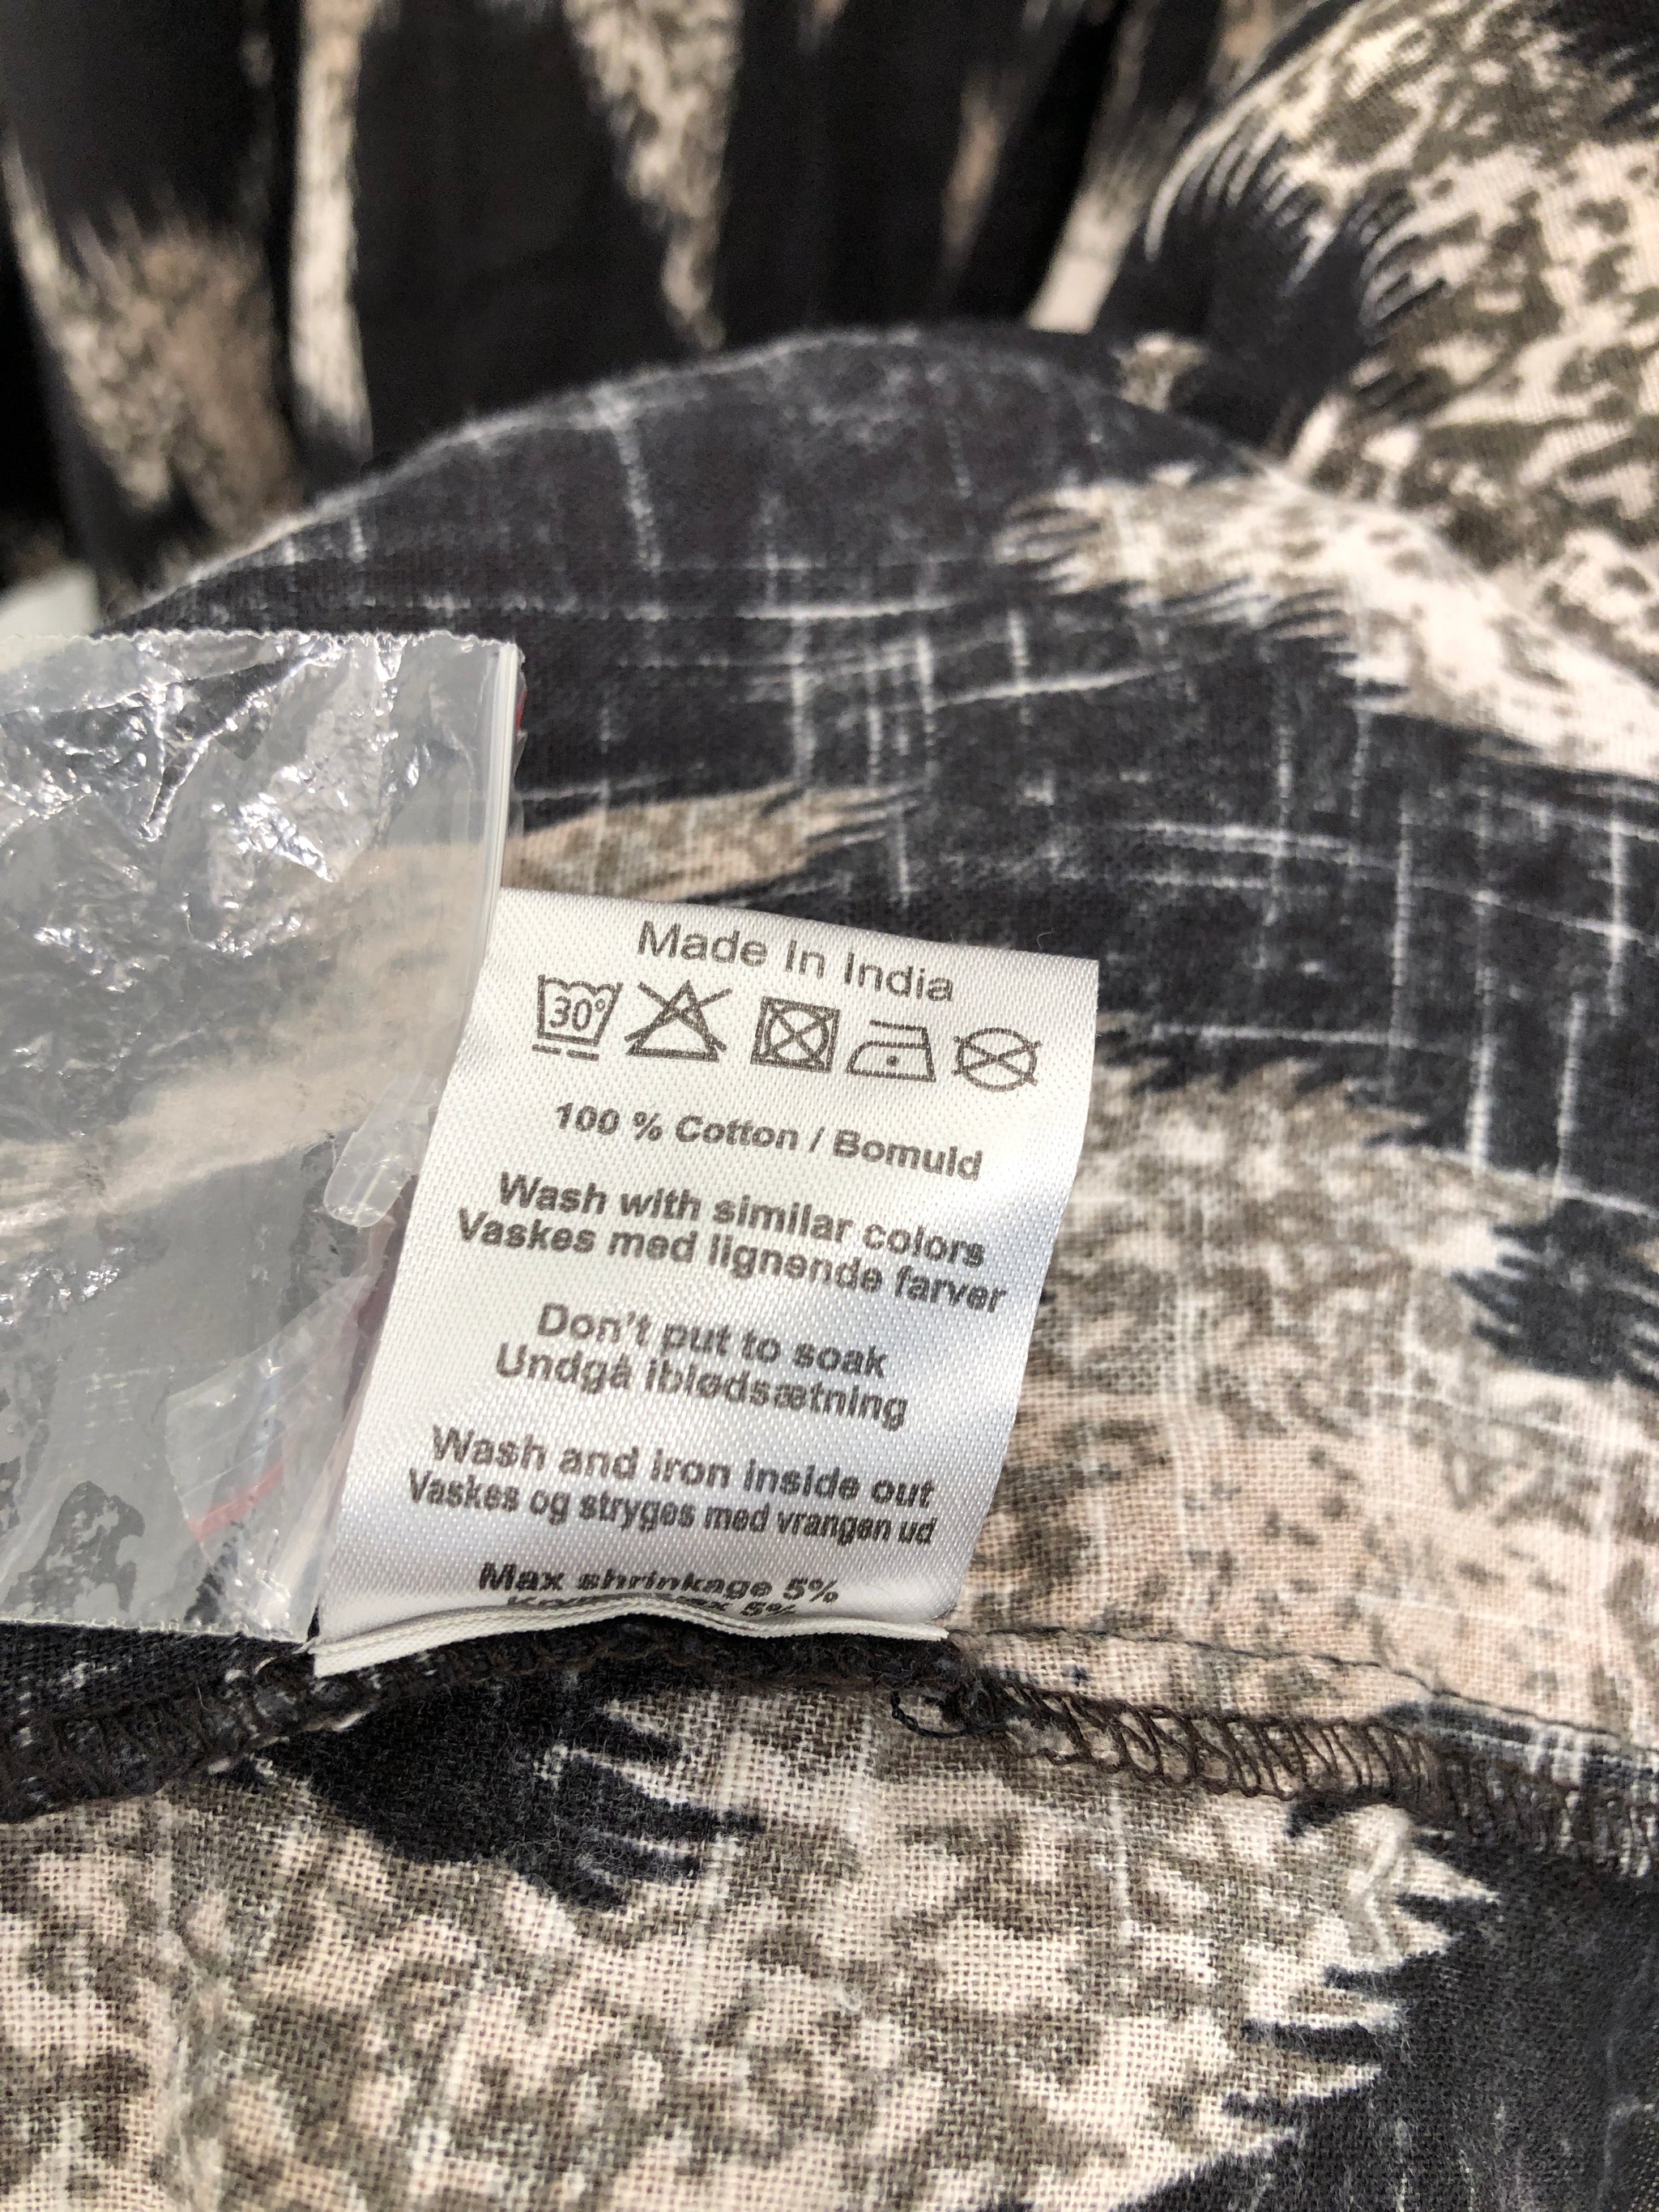 Made In India
30°
100 % Cotton / Bomuld
Wash with similar colors
Vaskes med lignende farver
Don't put to soak
Undgå iblødsætning
Wash and iron inside out
Vaskes og stryges med vrangen ud
Max shrinkage 5%
5%